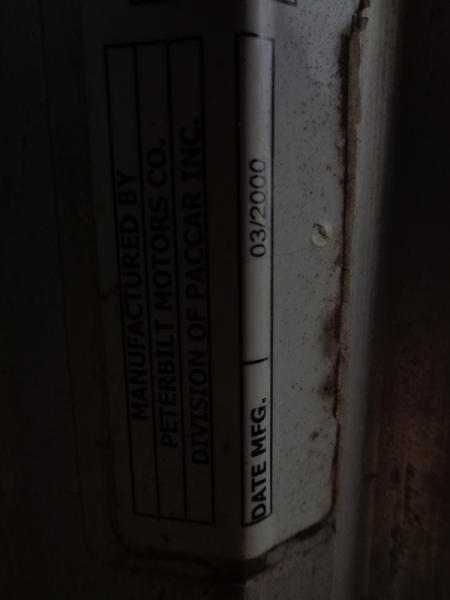 MANUFACTURED BY
PETERBILT MOTORS CO.
DIVISION OF PACCAR INC.
DATE MFG. 03/2000